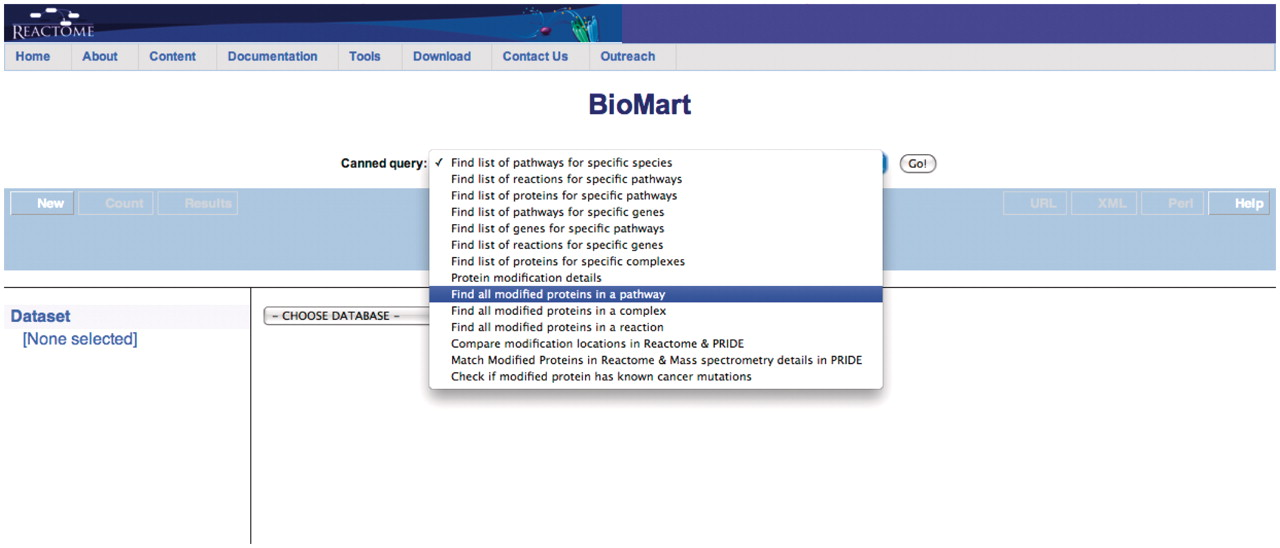 REACTOME
Home About Content Documentation Tools Download Contact Us Outreach
BioMart
Canned query: ✓ Find list of pathways for specific species Go!
Find list of reactions for specific pathways
Find list of proteins for specific pathways
Find list of pathways for specific genes
Find list of genes for specific pathways
Find list of reactions for specific genes
Find list of proteins for specific complexes
Protein modification details
Find all modified proteins in a pathway
Find all modified proteins in a complex
Find all modified proteins in a reaction
Compare modification locations in Reactome & PRIDE
Match Modified Proteins in Reactome & Mass spectrometry details in PRIDE
Check if modified protein has known cancer mutations
New Count Results URL XML Perl Help
Dataset
[None selected]
– CHOOSE DATABASE –